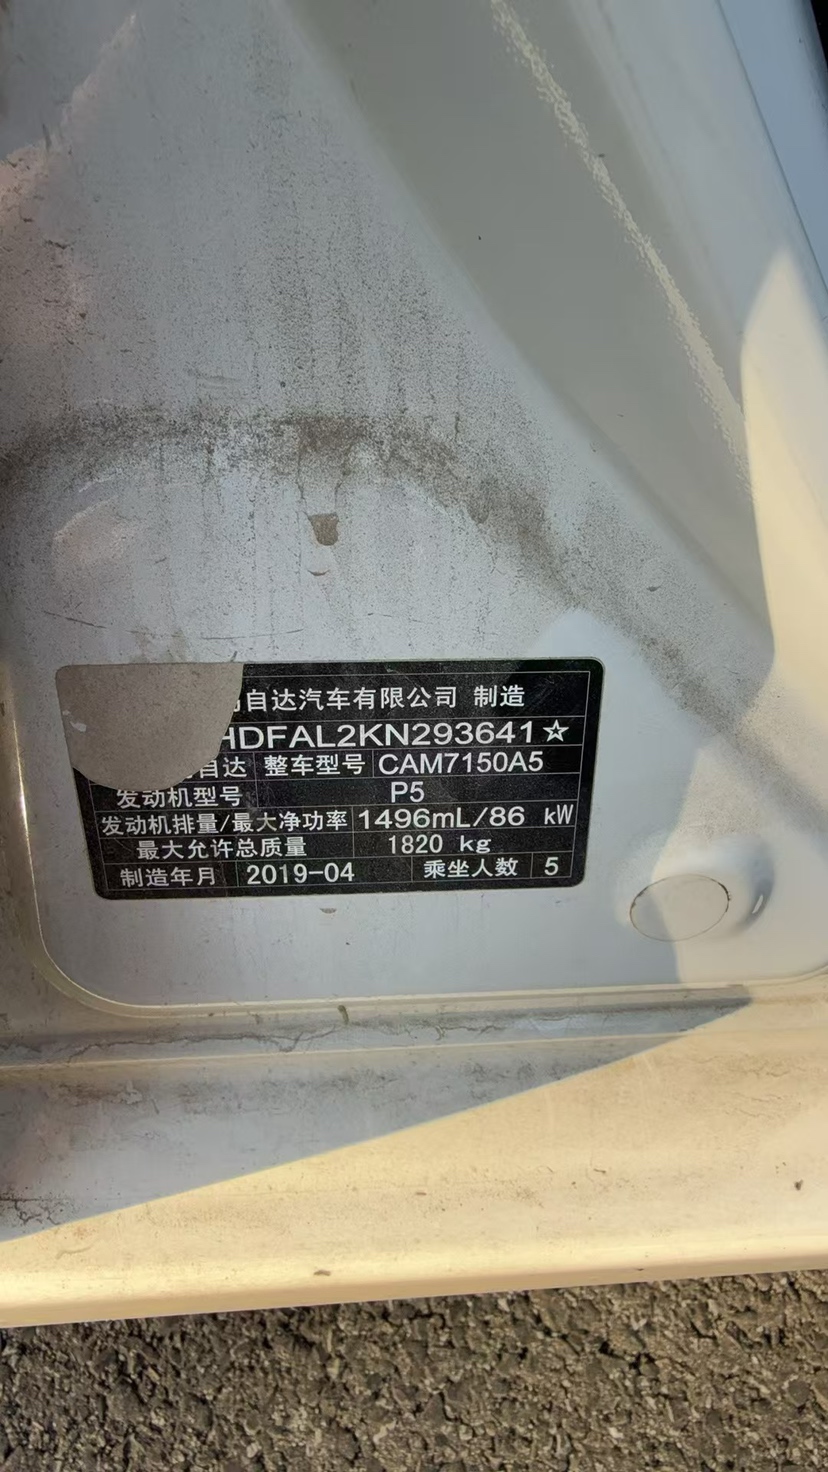 自达汽车有限公司 制造
HDFAL2KN293641☆
自达 整车型号 CAM7150A5
发动机型号 P5
发动机排量/最大净功率 1496mL/86 kW
最大允许总质量 1820 kg
制造年月 2019-04 乘坐人数 5